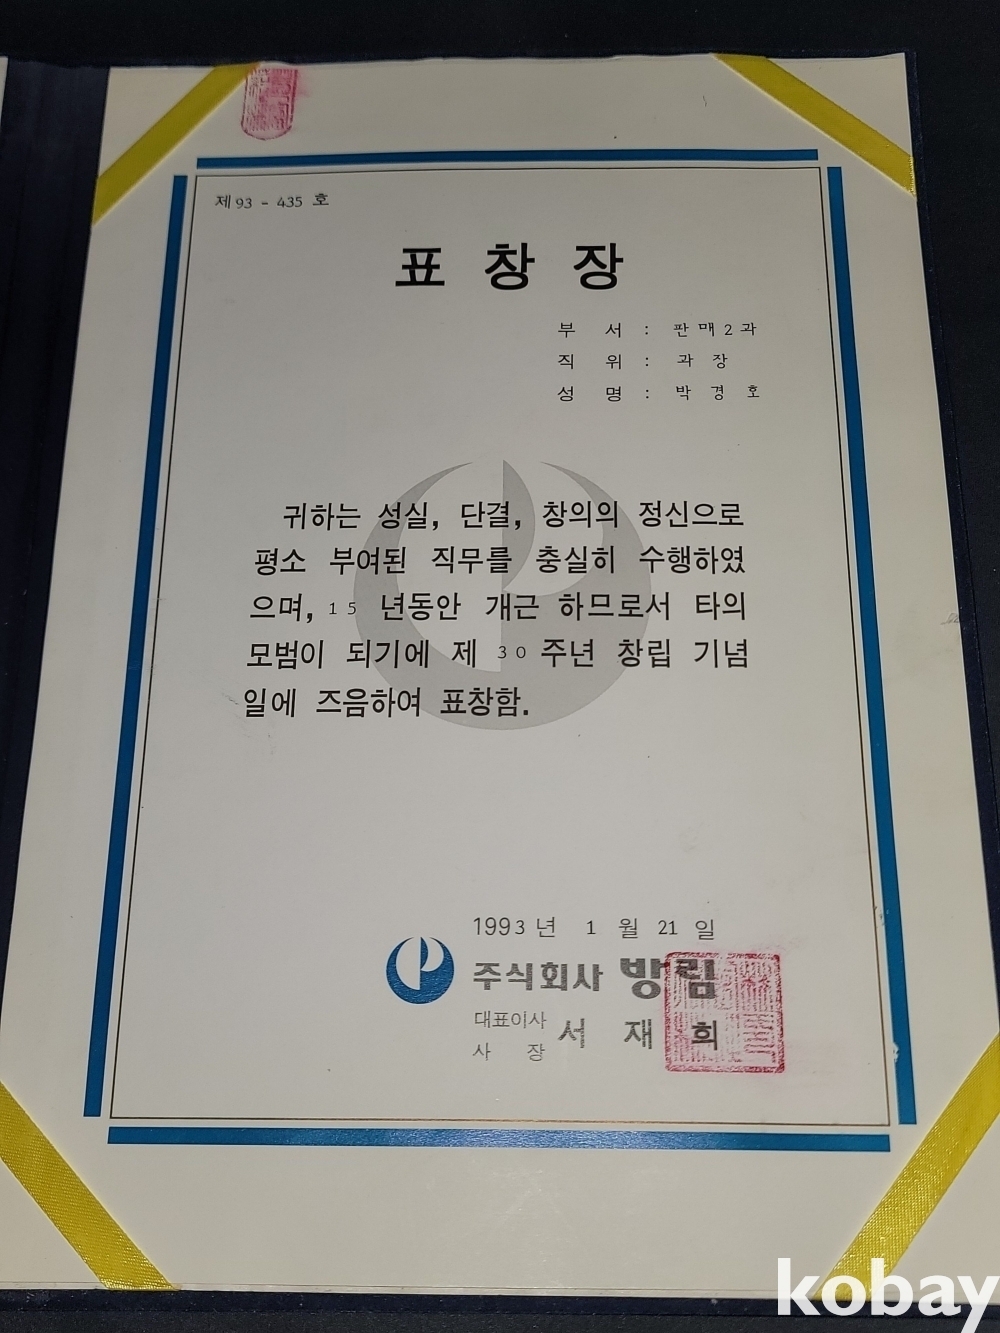 제 93 - 435 호
표 창 장
부 서 : 판매2과
직 위 : 과장
성 명 : 박 경 호
귀하는 성실, 단결, 창의의 정신으로
평소 부여된 직무를 충실히 수행하였
으며, 15 년동안 개근 하므로서 타의
모범이 되기에 제 30 주년 창립 기념
일에 즈음하여 표창함.
1993 년 1 월 21 일
주식회사 방림
대표이사
사 장 서 재 희
kobay